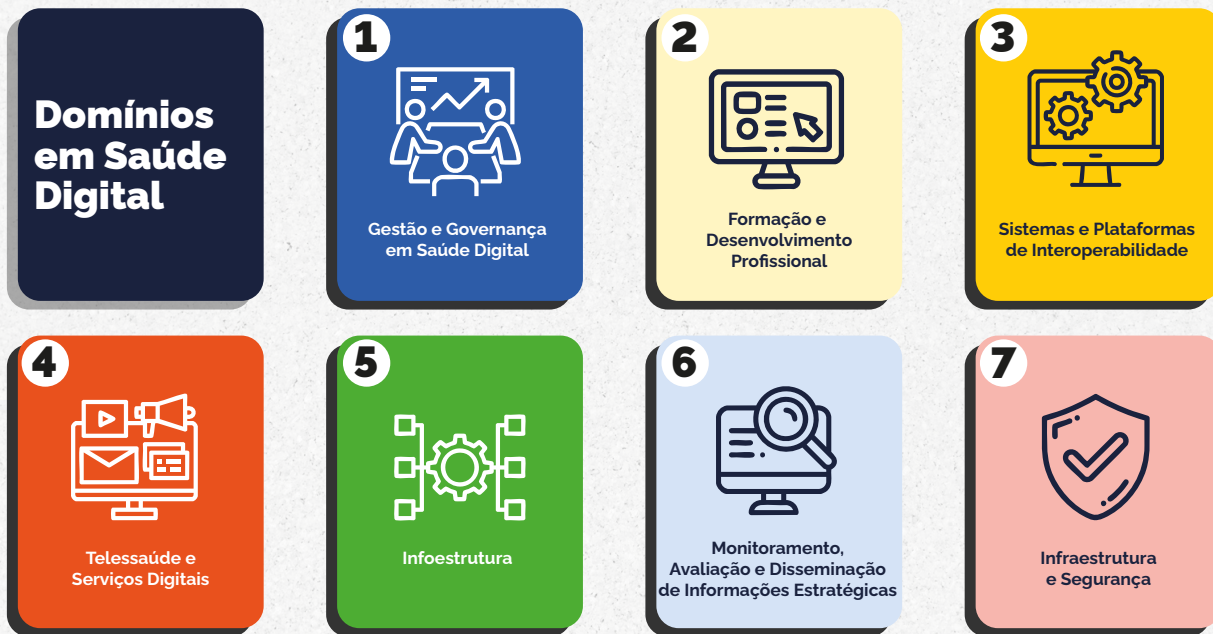 Domínios
em Saúde
Digital
1
Gestão e Governança
em Saúde Digital
2
Formação e
Desenvolvimento
Profissional
3
Sistemas e Plataformas
de Interoperabilidade
4
Telessaúde e
Serviços Digitais
5
Infoestrutura
6
Monitoramento,
Avaliação e Disseminação
de Informações Estratégicas
7
Infraestrutura
e Segurança